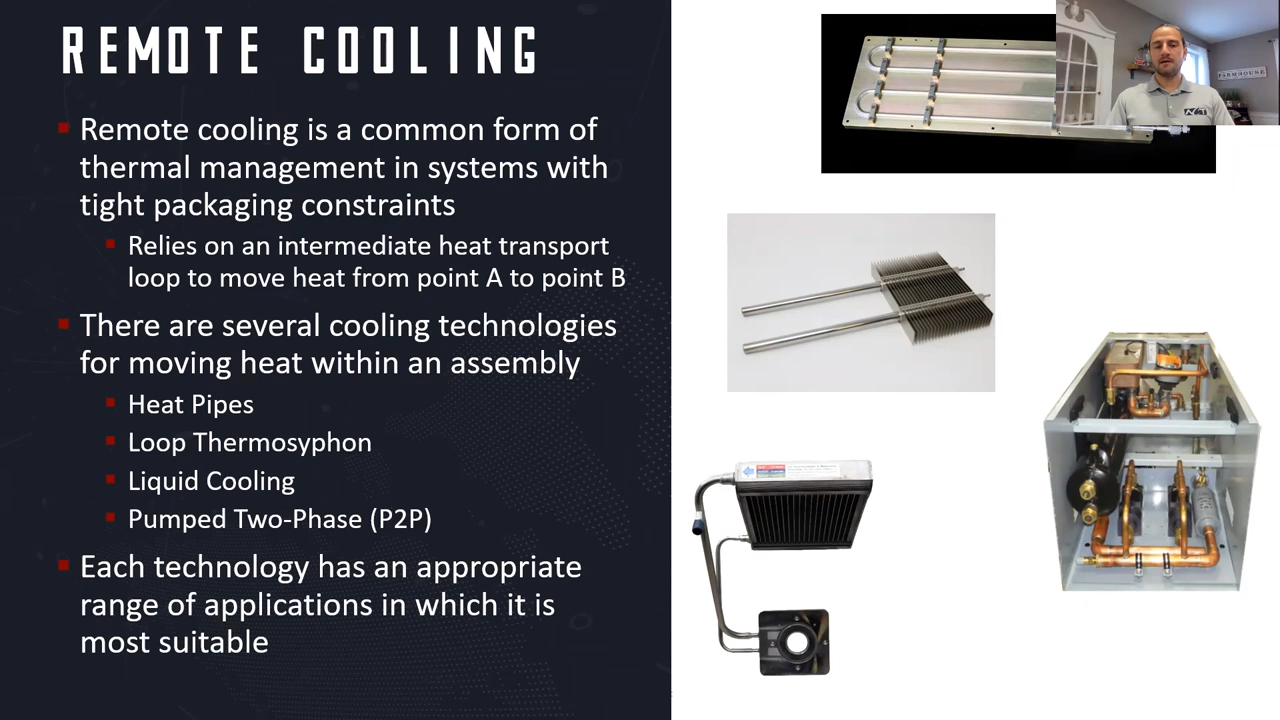 REMOTE COOLING
Remote cooling is a common form of
thermal management in systems with
tight packaging constraints
Relies on an intermediate heat transport
loop to move heat from point A to point B
There are several cooling technologies
for moving heat within an assembly
Heat Pipes
Loop Thermosyphon
Liquid Cooling
Pumped Two-Phase (P2P)
Each technology has an appropriate
range of applications in which it is
most suitable
FARMHOUSE
ACT